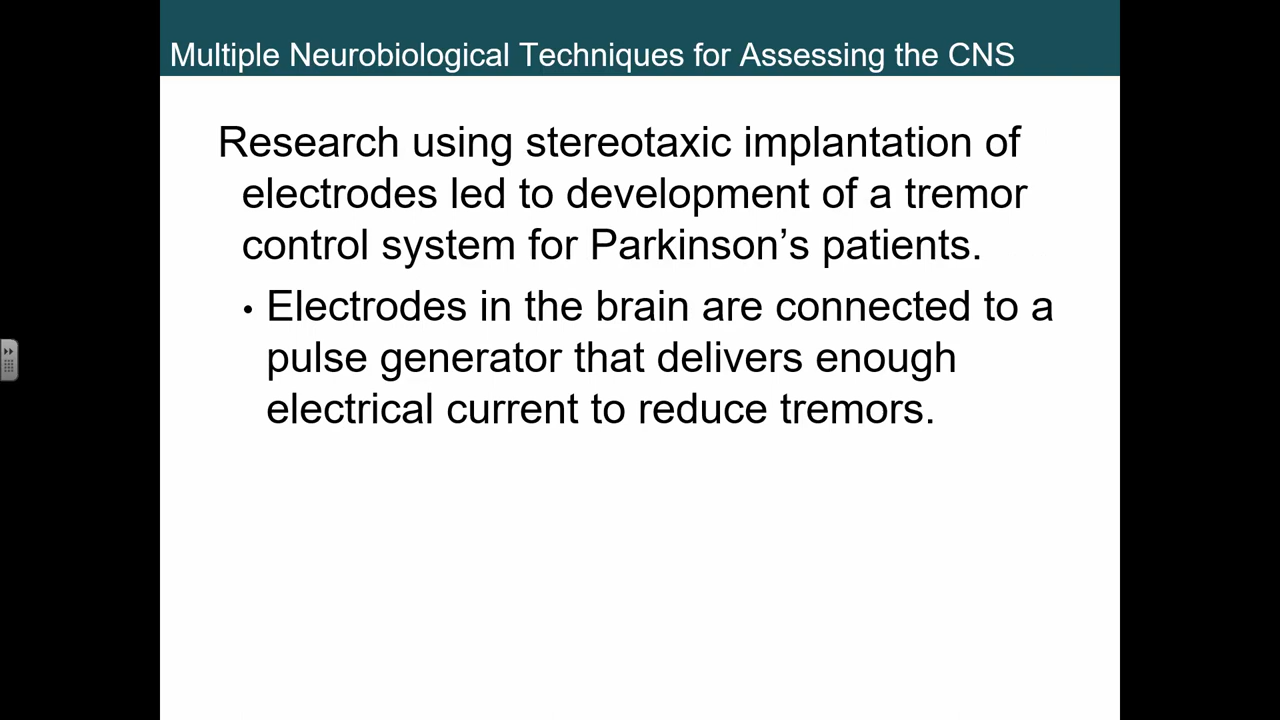 Multiple Neurobiological Techniques for Assessing the CNS
Research using stereotaxic implantation of
electrodes led to development of a tremor
control system for Parkinson’s patients.
• Electrodes in the brain are connected to a
pulse generator that delivers enough
electrical current to reduce tremors.